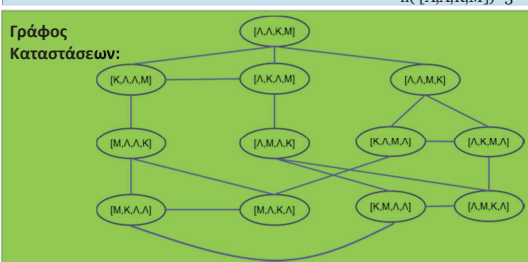 Γράφος [Λ,Λ,Κ,Μ]
Καταστάσεων:
[Κ,Λ,Λ,Μ] [Λ,Κ,Λ,Μ] [Λ,Λ,Μ,Κ]
[Μ,Λ,Λ,Κ] [Λ,Μ,Λ,Κ] [Κ,Λ,Μ,Λ] [Λ,Κ,Μ,Λ]
[Μ,Κ,Λ,Λ] [Μ,Λ,Κ,Λ] [Κ,Μ,Λ,Λ] [Λ,Μ,Κ,Λ]